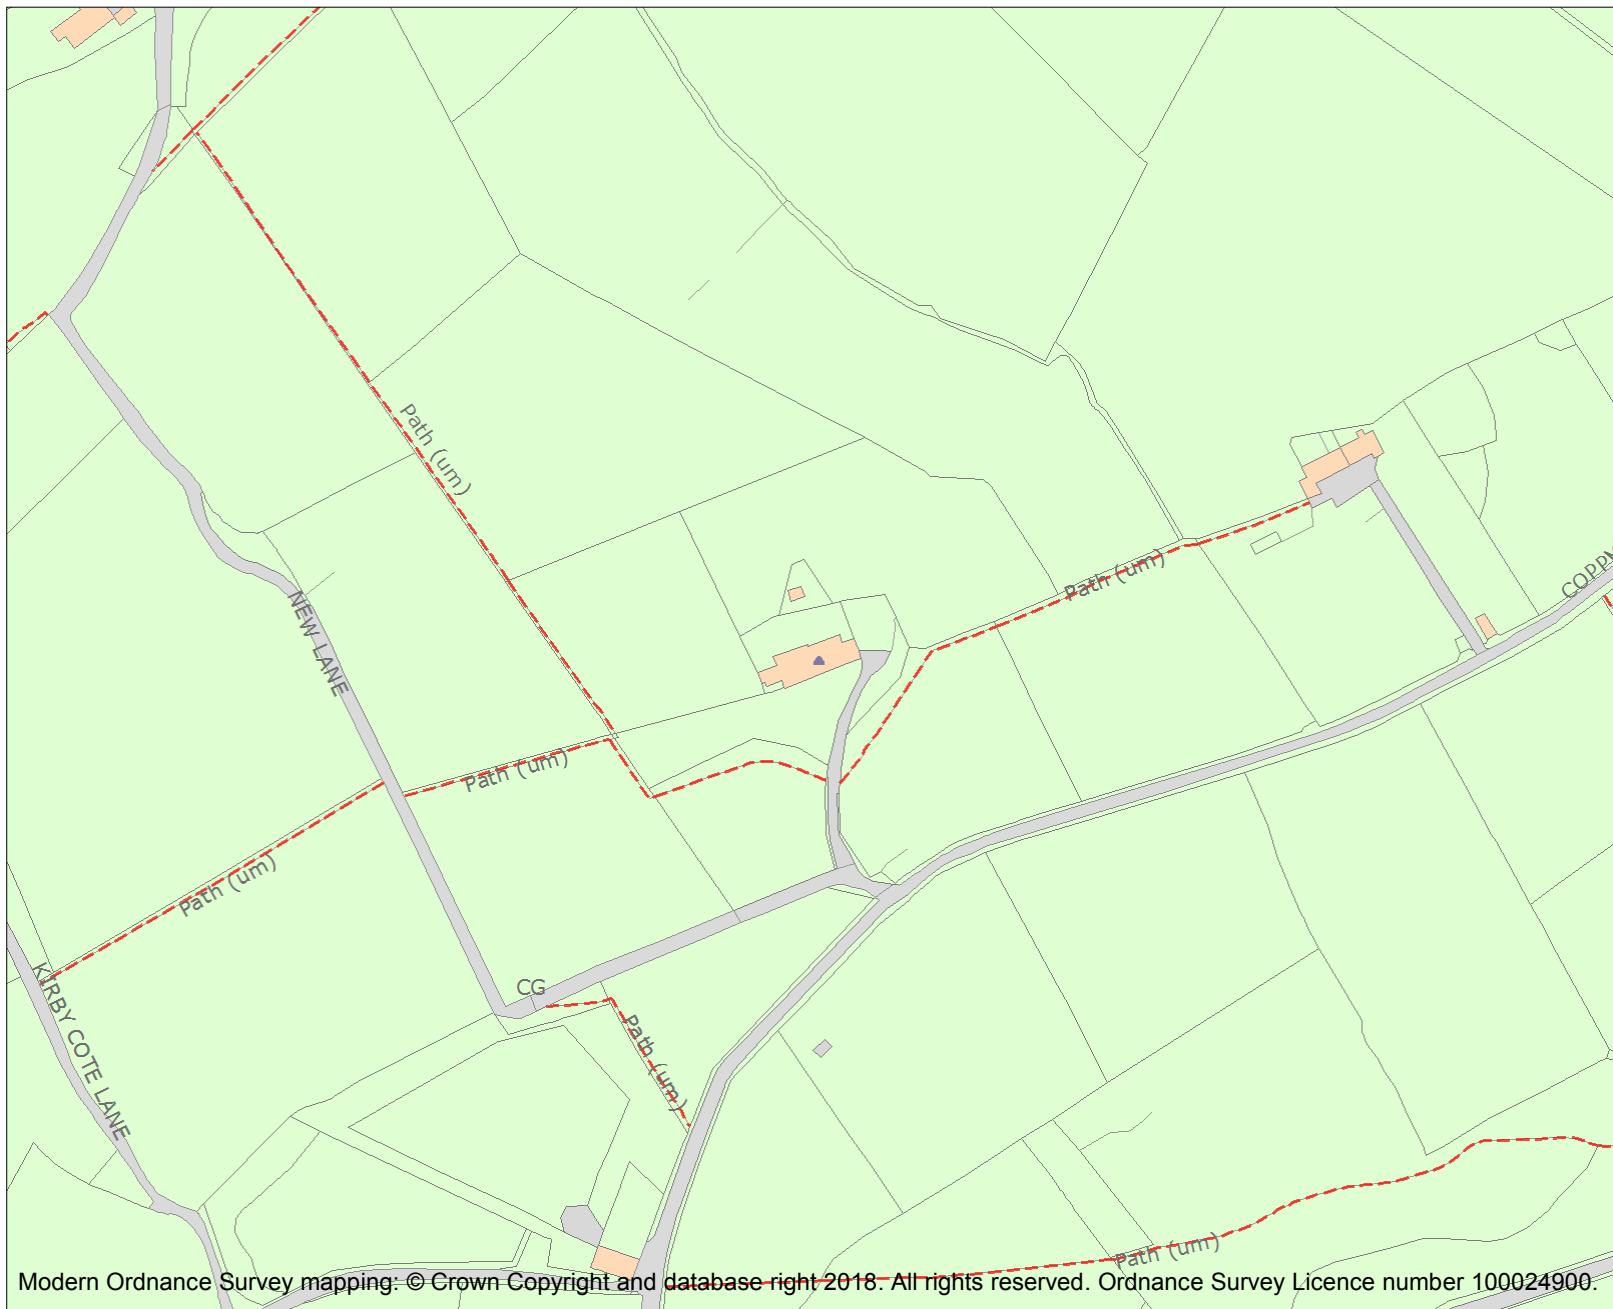 Path (um)
COPPM
Path (um)
NEW LANE
Path (um)
Path (um)
KIRBY COTE LANE
CG
Path (um)
Path (um)
Modern Ordnance Survey mapping: © Crown Copyright and database right 2018. All rights reserved. Ordnance Survey Licence number 100024900.